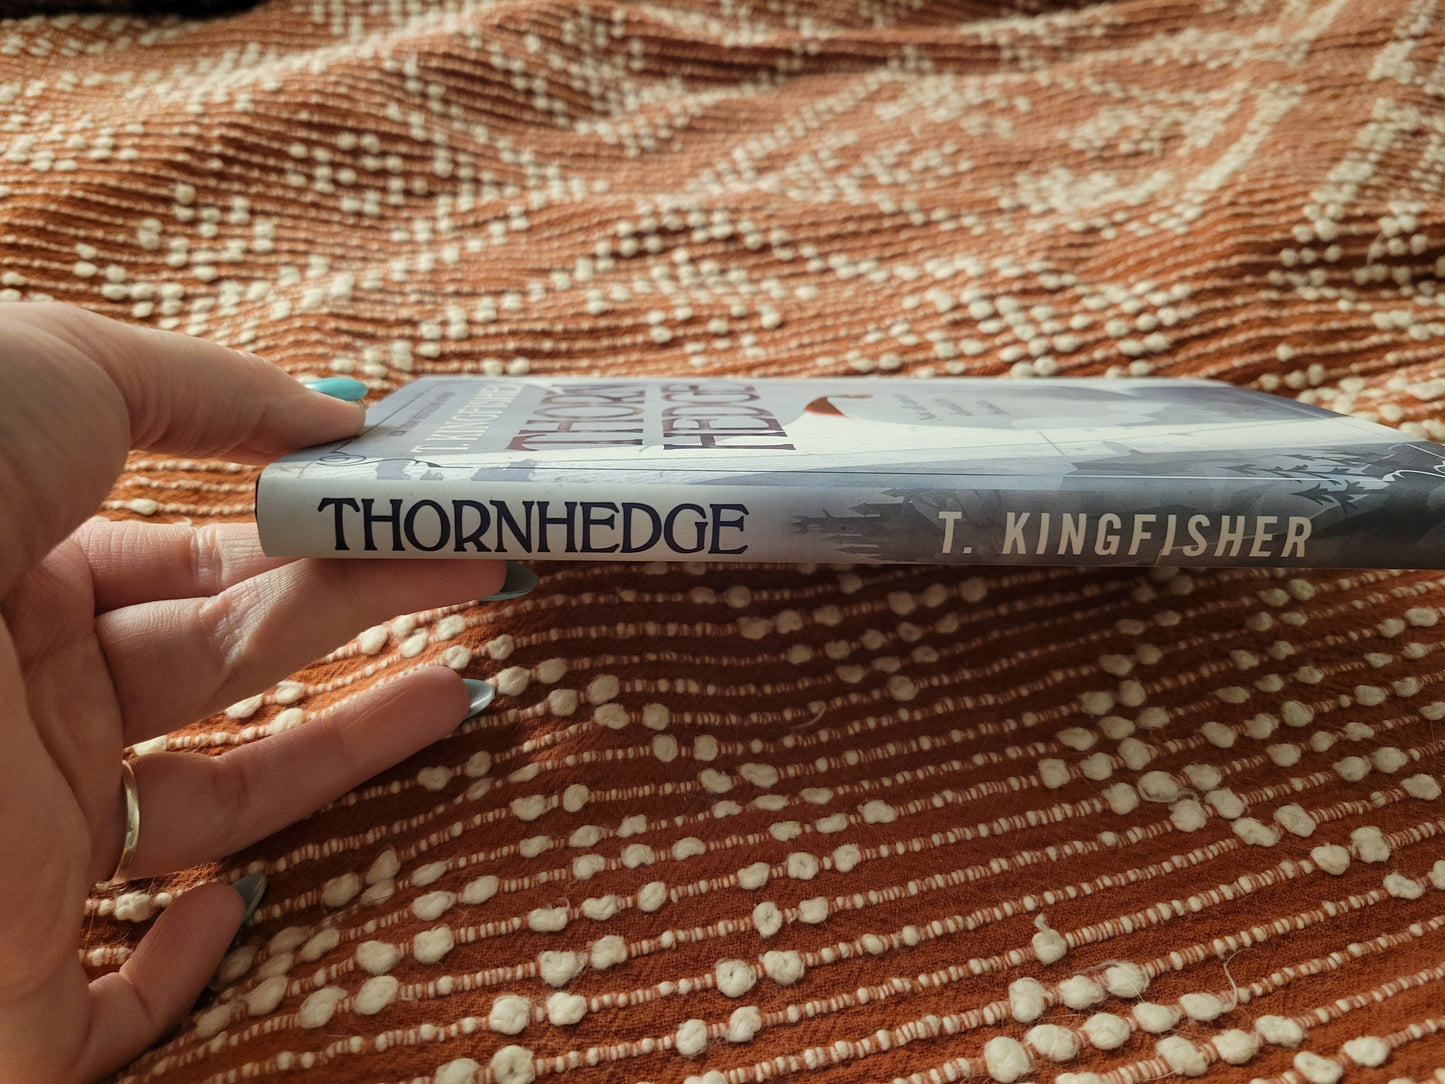 T. KINGFISHER
THORN
HEDGE
THORNHEDGE
T. KINGFISHER